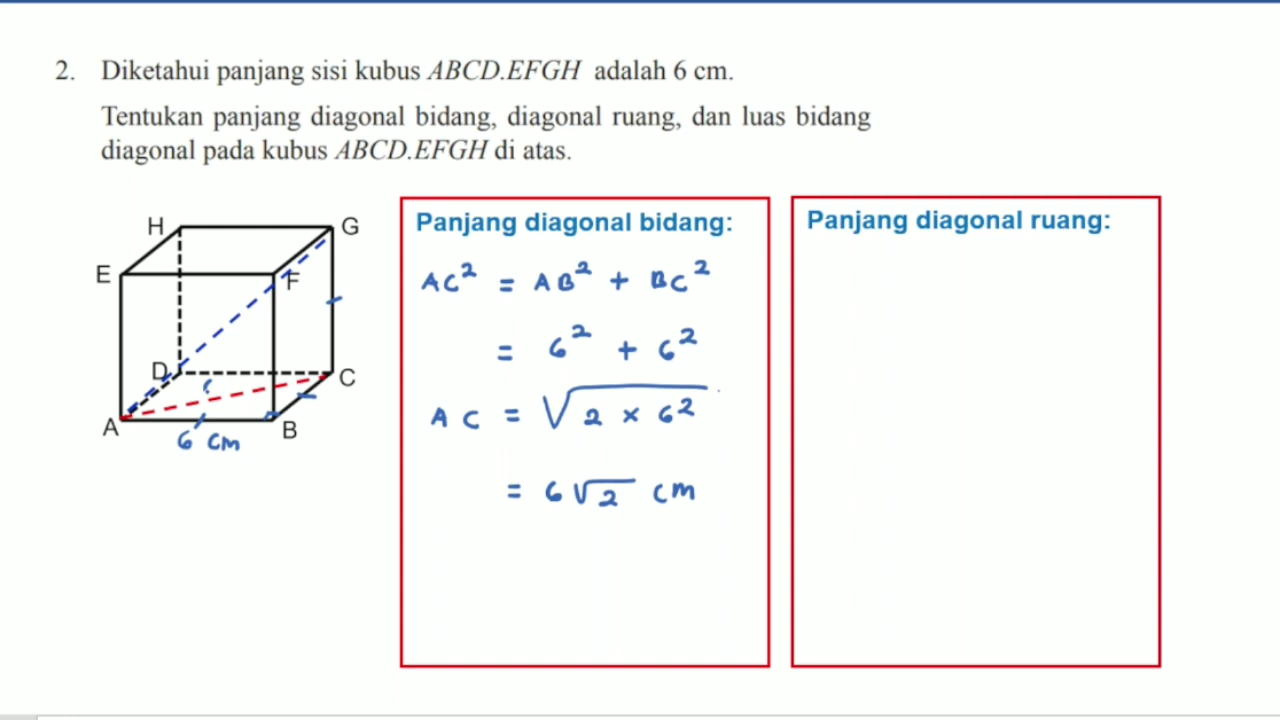 2. Diketahui panjang sisi kubus ABCD.EFGH adalah 6 cm.
Tentukan panjang diagonal bidang, diagonal ruang, dan luas bidang
diagonal pada kubus ABCD.EFGH di atas.
H
G
E
F
D
C
A
B
6 cm
Panjang diagonal bidang:
AC² = AB² + BC²
= 6² + 6²
AC = √2 × 6²
= 6√2 cm
Panjang diagonal ruang: